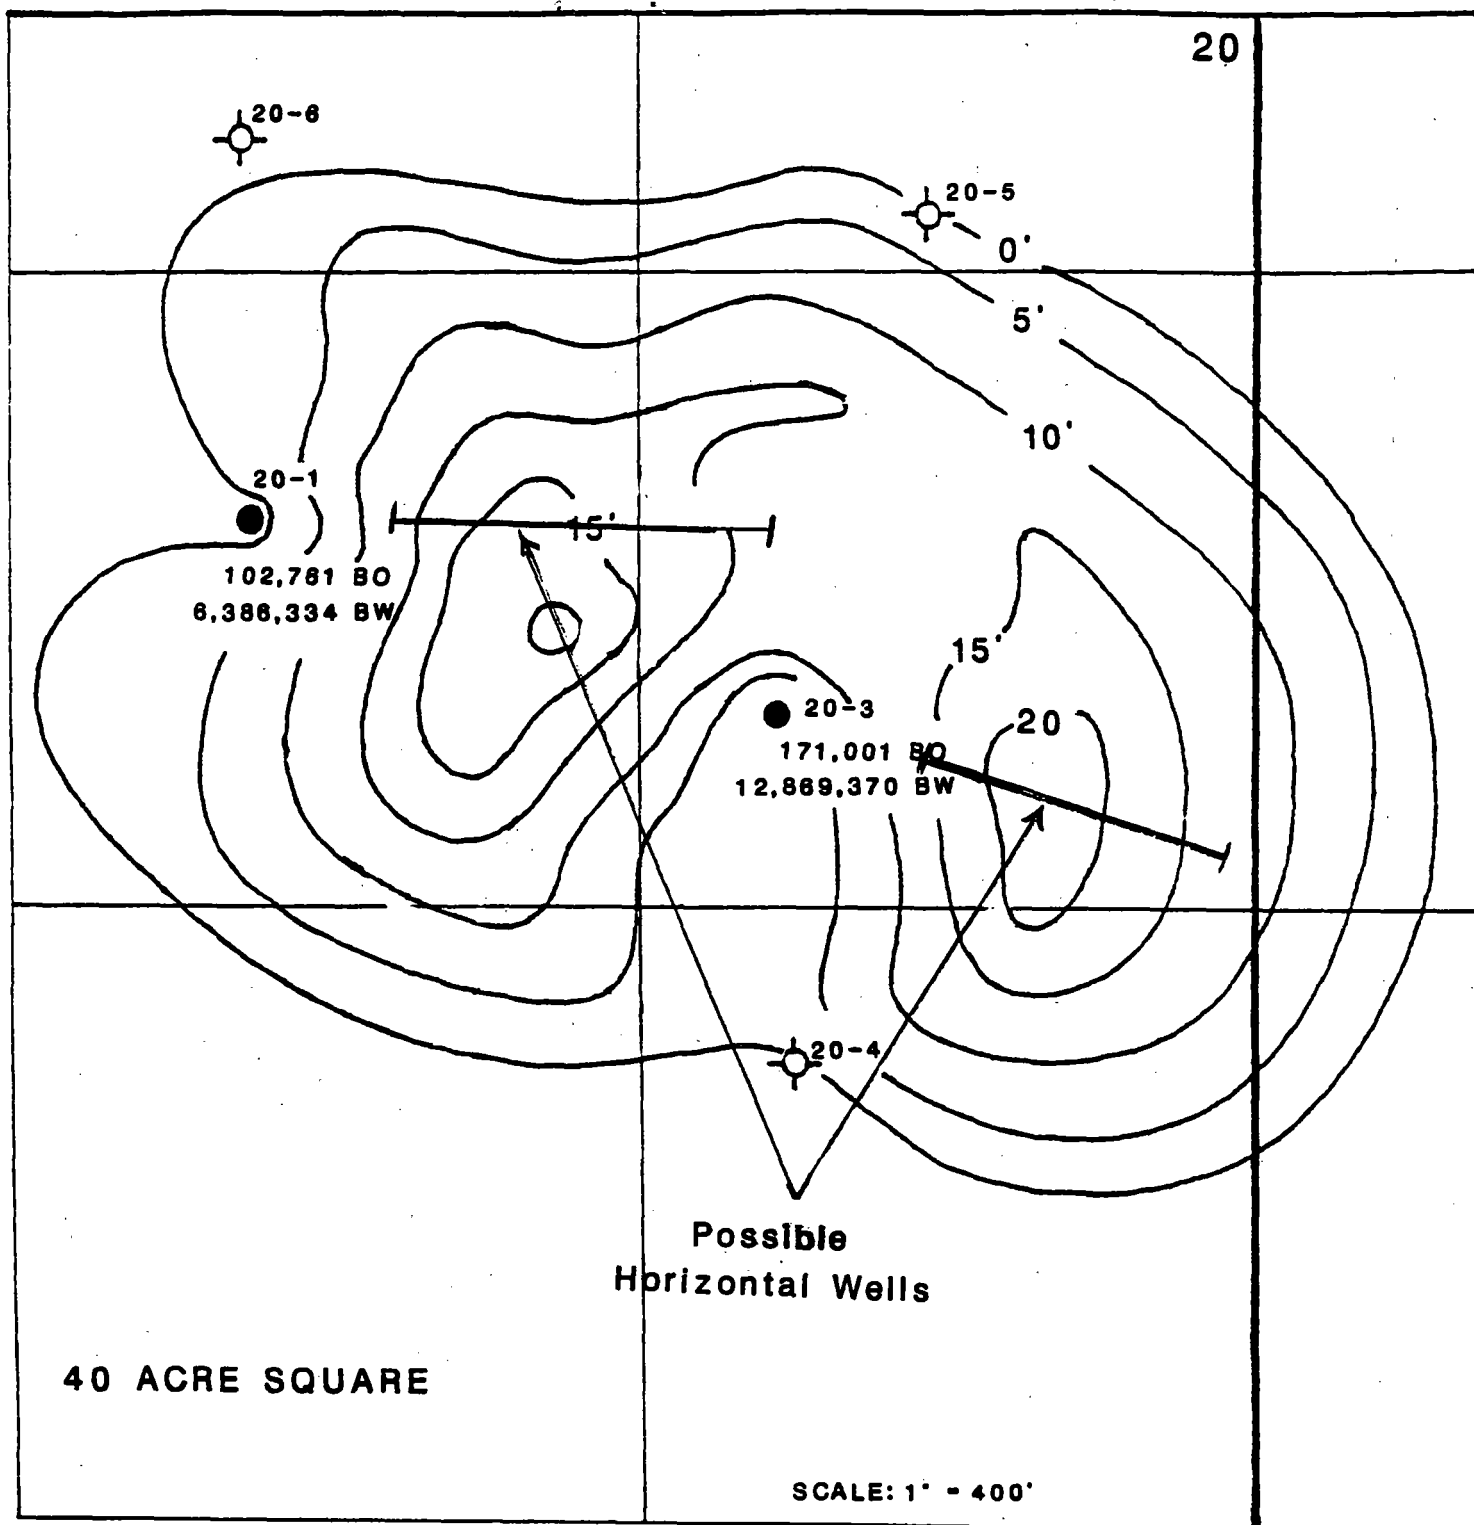 20
20-6
20-5
0'
5'
10'
20-1
15'
102,761 BO
6,386,334 BW
15'
20-3
20
171,001 BO
12,869,370 BW
20-4
Possible
Horizontal Wells
40 ACRE SQUARE
SCALE: 1" = 400'